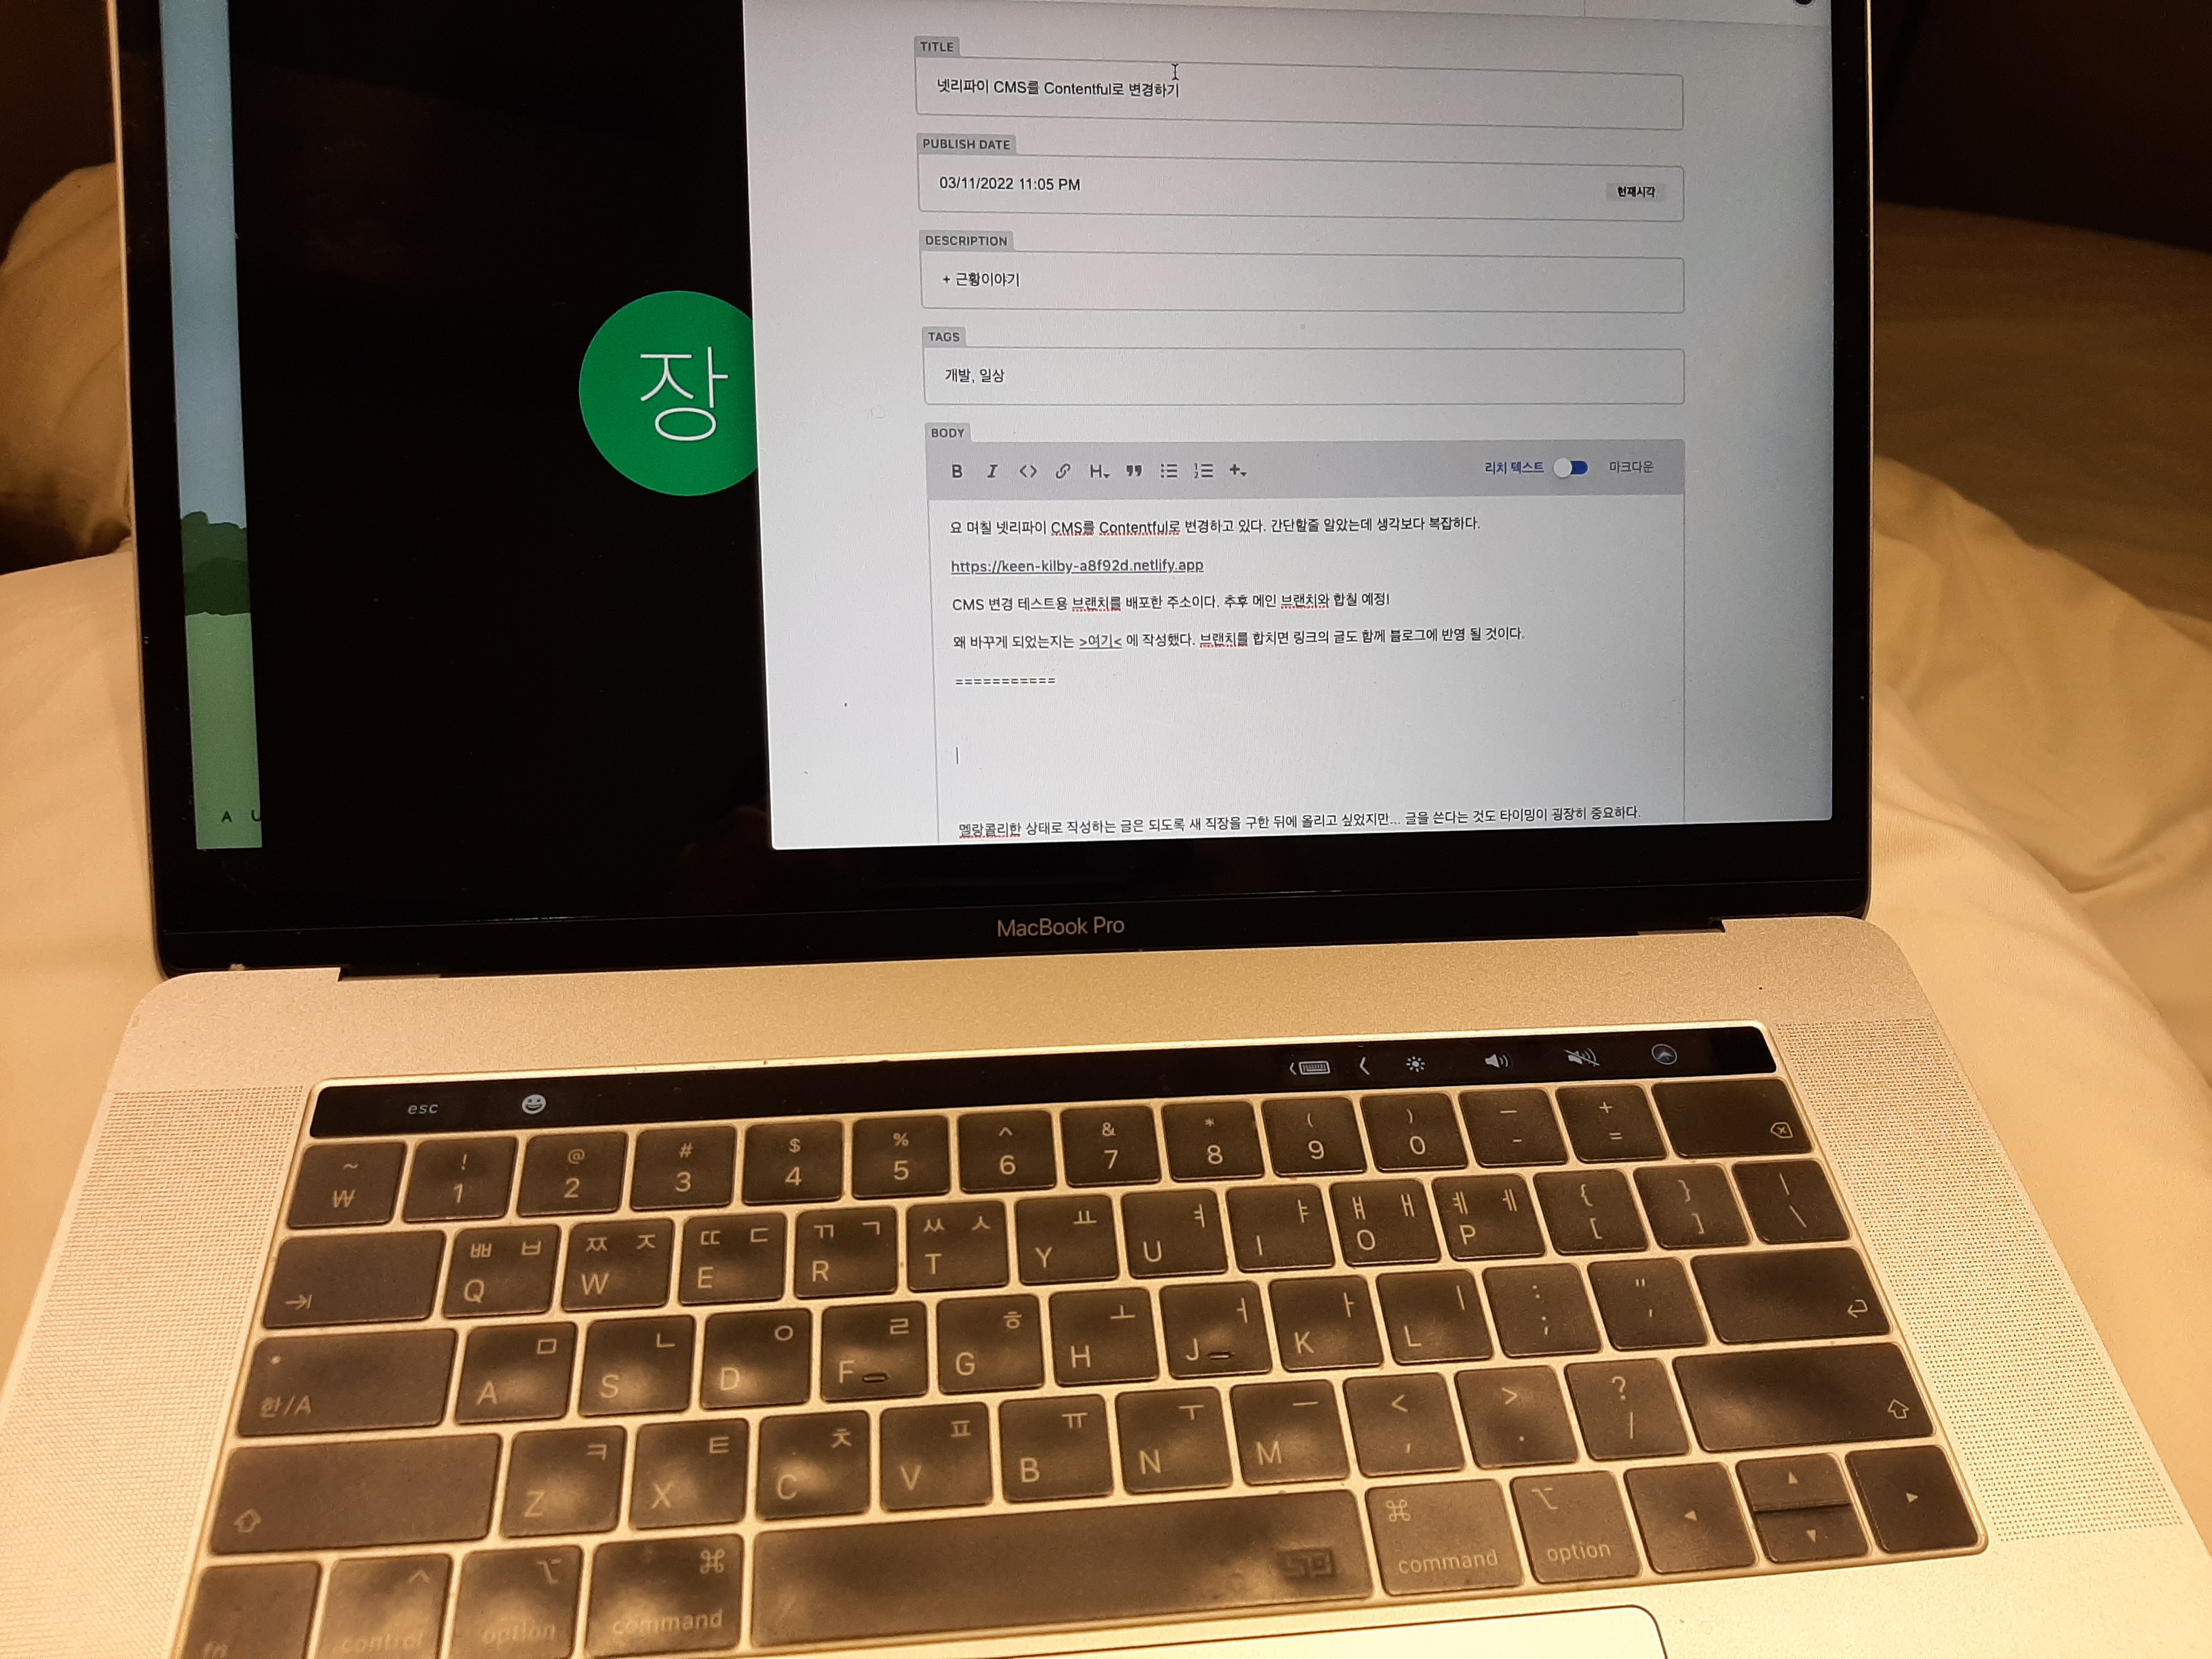 TITLE
넷리파이 CMS를 Contentful로 변경하기
PUBLISH DATE
03/11/2022 11:05 PM
현재시각
DESCRIPTION
+ 근황이야기
TAGS
개발, 일상
BODY
B I <> H 리치 텍스트 마크다운
요 며칠 넷리파이 CMS를 Contentful로 변경하고 있다. 간단할줄 알았는데 생각보다 복잡하다.
https://keen-kilby-a8f92d.netlify.app
CMS 변경 테스트용 브랜치를 배포한 주소이다. 추후 메인 브랜치와 합칠 예정!
왜 바꾸게 되었는지는 >여기< 에 작성했다. 브랜치를 합치면 링크의 글도 함께 블로그에 반영 될 것이다.
===========
멜랑콜리한 상태로 작성하는 글은 되도록 새 직장을 구한 뒤에 올리고 싶었지만... 글을 쓴다는 것도 타이밍이 굉장히 중요하다.
장
A U
MacBook Pro
esc
~ ! @ # $ % ^ & * ( ) — +
₩ 1 2 3 4 5 6 7 8 9 0 - =
ㅃ ㅂ ㅉ ㅈ ㄸ ㄷ ㄲ ㄱ ㅆ ㅅ ㅛ ㅕ ㅑ ㅒ ㅐ ㅖ ㅔ { } |
Q W E R T Y U I O P [ ] \
ㅁ ㄴ ㅇ ㄹ ㅎ ㅗ ㅓ ㅏ ㅣ : "
한/A A S D F G H J K L ; '
ㅋ ㅌ ㅊ ㅍ ㅠ ㅜ ㅡ < > ?
Z X C V B N M , . /
fn control option command command option